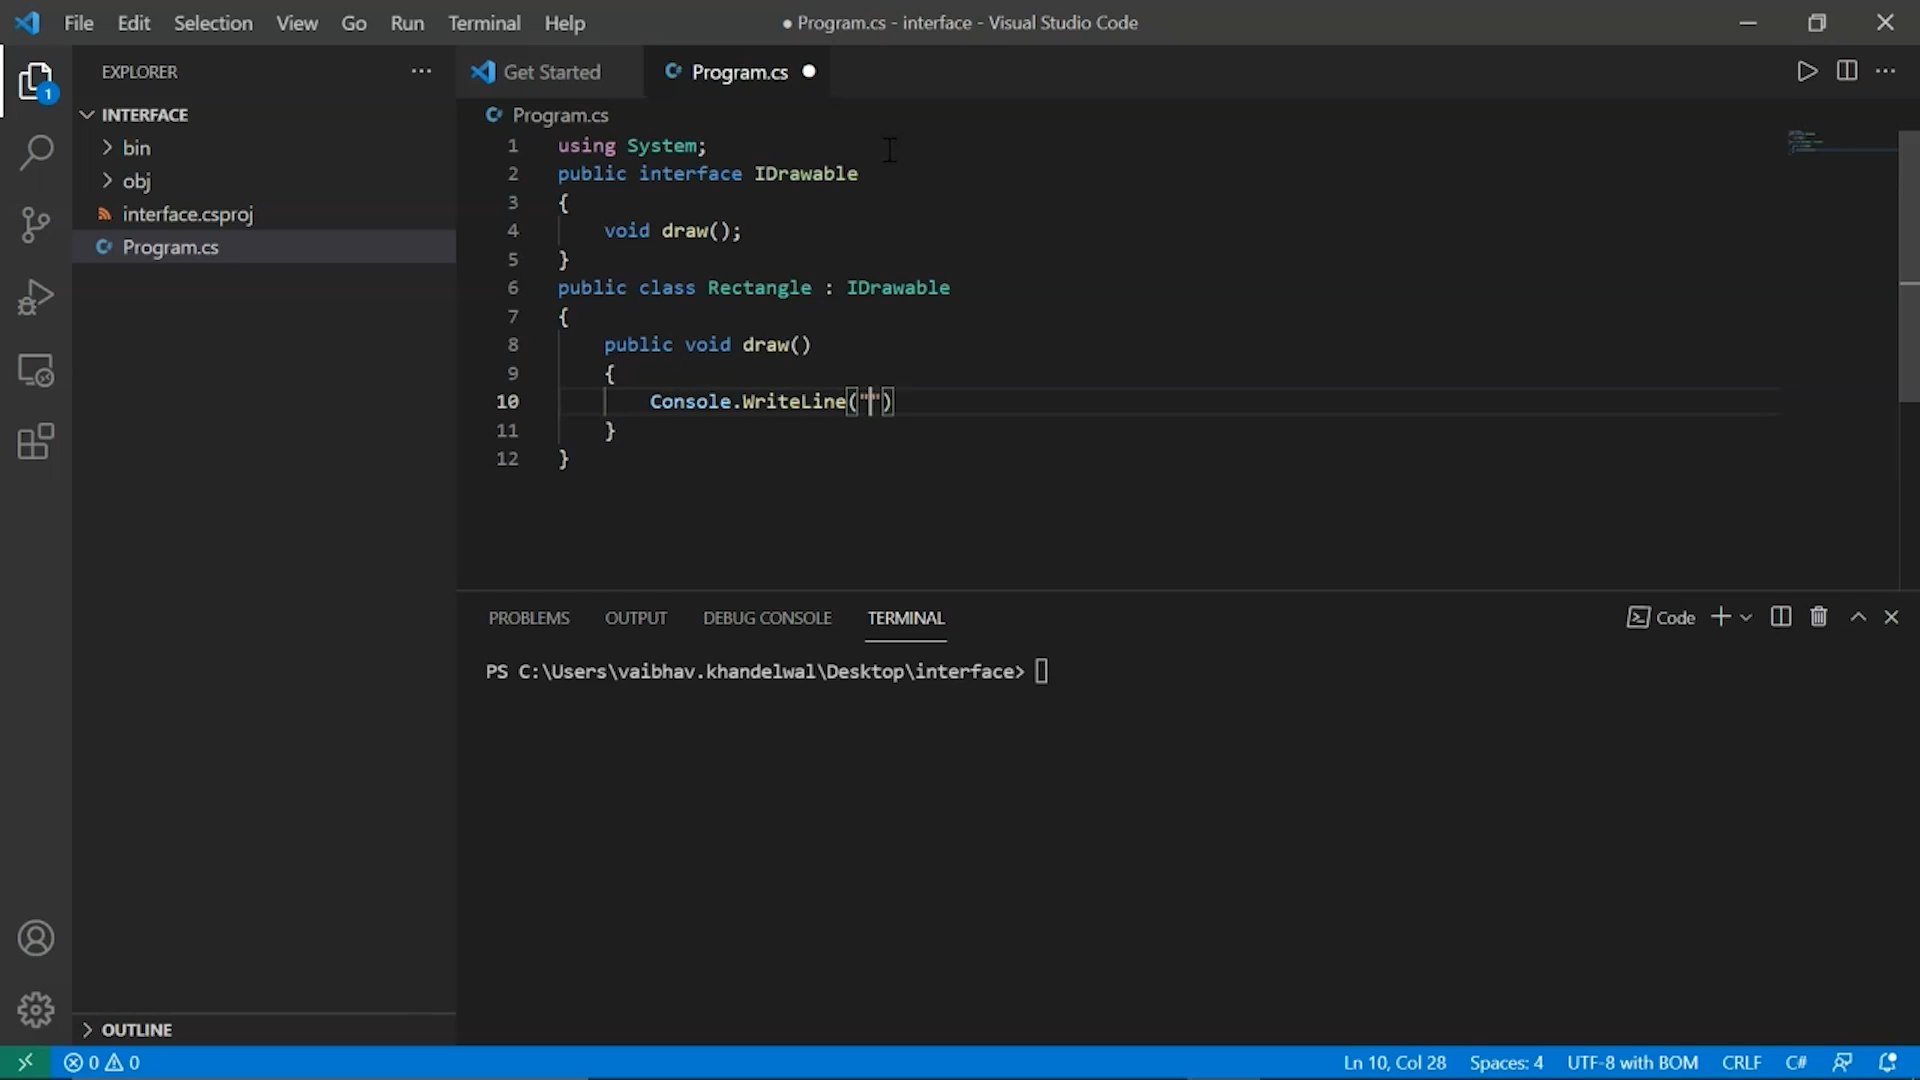 File Edit Selection View Go Run Terminal Help ● Program.cs - interface - Visual Studio Code
EXPLORER ··· Get Started Program.cs ●
INTERFACE
bin
obj
interface.csproj
Program.cs
1
Program.cs
1 using System;
2 public interface IDrawable
3 {
4 void draw();
5 }
6 public class Rectangle : IDrawable
7 {
8 public void draw()
9 {
10 Console.WriteLine("")
11 }
12 }
PROBLEMS OUTPUT DEBUG CONSOLE TERMINAL Code
PS C:\Users\vaibhav.khandelwal\Desktop\interface>
OUTLINE
0 0 Ln 10, Col 28 Spaces: 4 UTF-8 with BOM CRLF C#